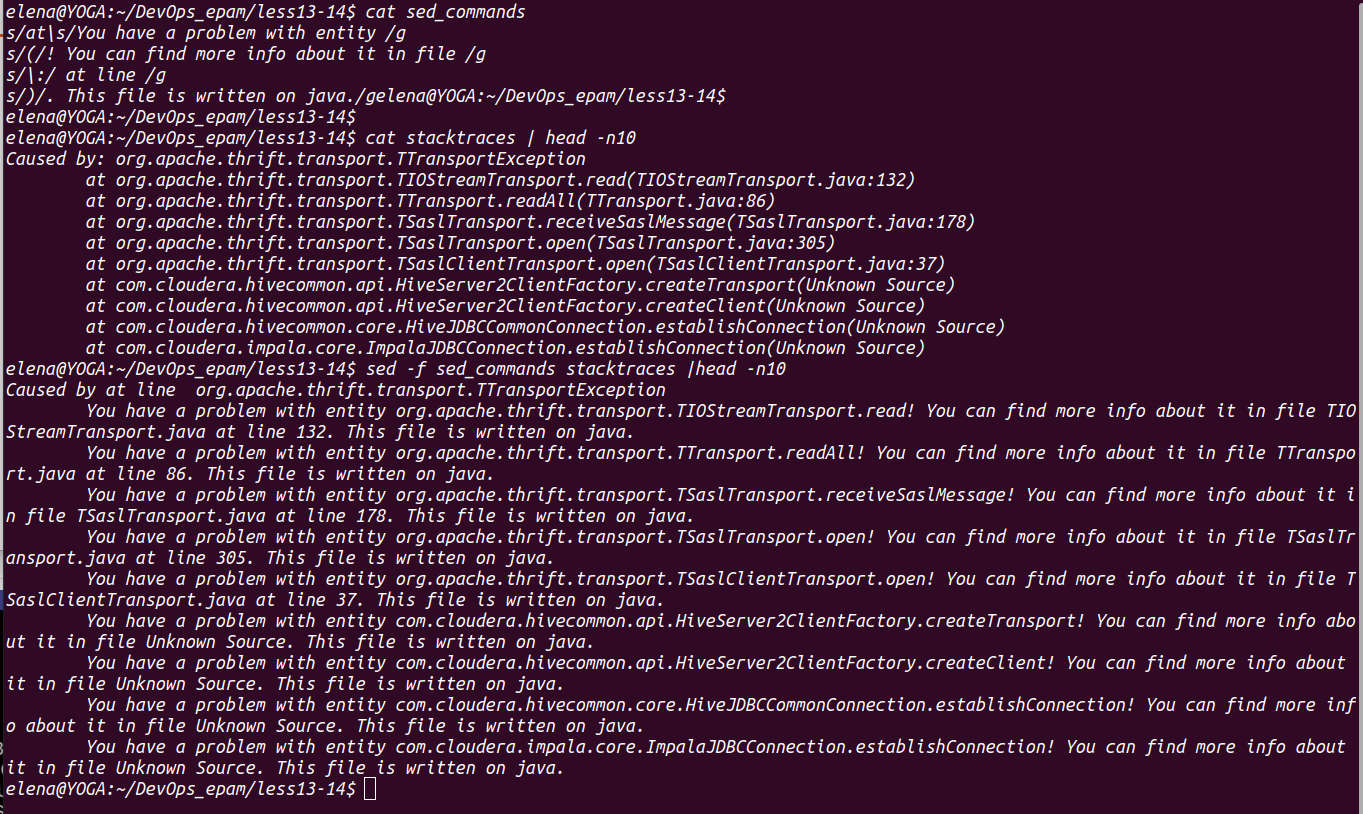 elena@YOGA:~/DevOps_epam/less13-14$ cat sed_commands
s/at\s/You have a problem with entity /g
s/(/! You can find more info about it in file /g
s/\:/ at line /g
s/)/. This file is written on java./gelena@YOGA:~/DevOps_epam/less13-14$
elena@YOGA:~/DevOps_epam/less13-14$
elena@YOGA:~/DevOps_epam/less13-14$ cat stacktraces | head -n10
Caused by: org.apache.thrift.transport.TTransportException
        at org.apache.thrift.transport.TIOStreamTransport.read(TIOStreamTransport.java:132)
        at org.apache.thrift.transport.TTransport.readAll(TTransport.java:86)
        at org.apache.thrift.transport.TSaslTransport.receiveSaslMessage(TSaslTransport.java:178)
        at org.apache.thrift.transport.TSaslTransport.open(TSaslTransport.java:305)
        at org.apache.thrift.transport.TSaslClientTransport.open(TSaslClientTransport.java:37)
        at com.cloudera.hivecommon.api.HiveServer2ClientFactory.createTransport(Unknown Source)
        at com.cloudera.hivecommon.api.HiveServer2ClientFactory.createClient(Unknown Source)
        at com.cloudera.hivecommon.core.HiveJDBCCommonConnection.establishConnection(Unknown Source)
        at com.cloudera.impala.core.ImpalaJDBCConnection.establishConnection(Unknown Source)
elena@YOGA:~/DevOps_epam/less13-14$ sed -f sed_commands stacktraces |head -n10
Caused by at line  org.apache.thrift.transport.TTransportException
        You have a problem with entity org.apache.thrift.transport.TIOStreamTransport.read! You can find more info about it in file TIO
StreamTransport.java at line 132. This file is written on java.
        You have a problem with entity org.apache.thrift.transport.TTransport.readAll! You can find more info about it in file TTranspo
rt.java at line 86. This file is written on java.
        You have a problem with entity org.apache.thrift.transport.TSaslTransport.receiveSaslMessage! You can find more info about it i
n file TSaslTransport.java at line 178. This file is written on java.
        You have a problem with entity org.apache.thrift.transport.TSaslTransport.open! You can find more info about it in file TSaslTr
ansport.java at line 305. This file is written on java.
        You have a problem with entity org.apache.thrift.transport.TSaslClientTransport.open! You can find more info about it in file T
SaslClientTransport.java at line 37. This file is written on java.
        You have a problem with entity com.cloudera.hivecommon.api.HiveServer2ClientFactory.createTransport! You can find more info abo
ut it in file Unknown Source. This file is written on java.
        You have a problem with entity com.cloudera.hivecommon.api.HiveServer2ClientFactory.createClient! You can find more info about
it in file Unknown Source. This file is written on java.
        You have a problem with entity com.cloudera.hivecommon.core.HiveJDBCCommonConnection.establishConnection! You can find more inf
o about it in file Unknown Source. This file is written on java.
        You have a problem with entity com.cloudera.impala.core.ImpalaJDBCConnection.establishConnection! You can find more info about
it in file Unknown Source. This file is written on java.
elena@YOGA:~/DevOps_epam/less13-14$